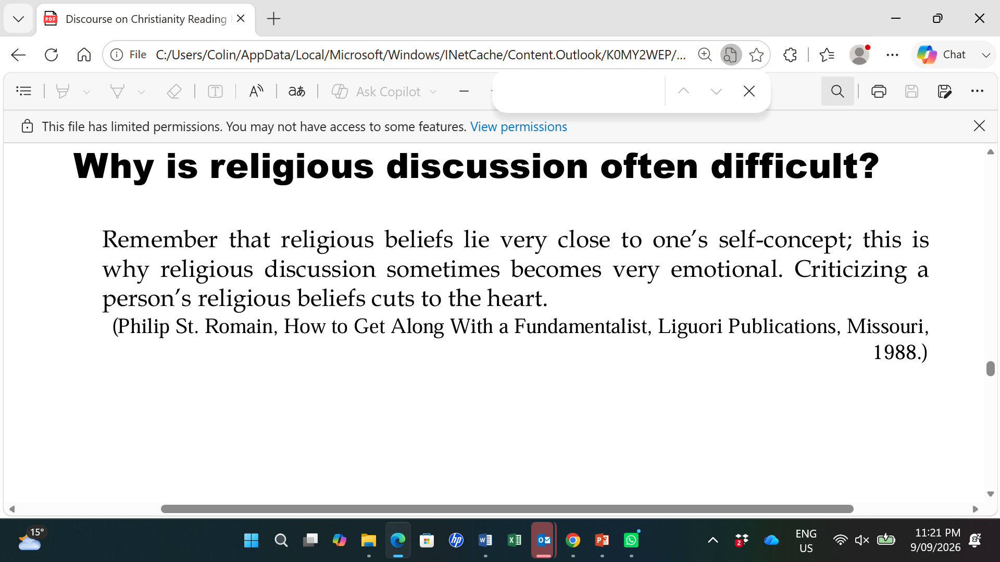 Discourse on Christianity Reading
File C:/Users/Colin/AppData/Local/Microsoft/Windows/INetCache/Content.Outlook/K0MY2WEP/...
Chat
Ask Copilot
This file has limited permissions. You may not have access to some features. View permissions
Why is religious discussion often difficult?
Remember that religious beliefs lie very close to one’s self-concept; this is
why religious discussion sometimes becomes very emotional. Criticizing a
person’s religious beliefs cuts to the heart.
(Philip St. Romain, How to Get Along With a Fundamentalist, Liguori Publications, Missouri,
1988.)
15°
2
ENG
US
11:21 PM
9/09/2026